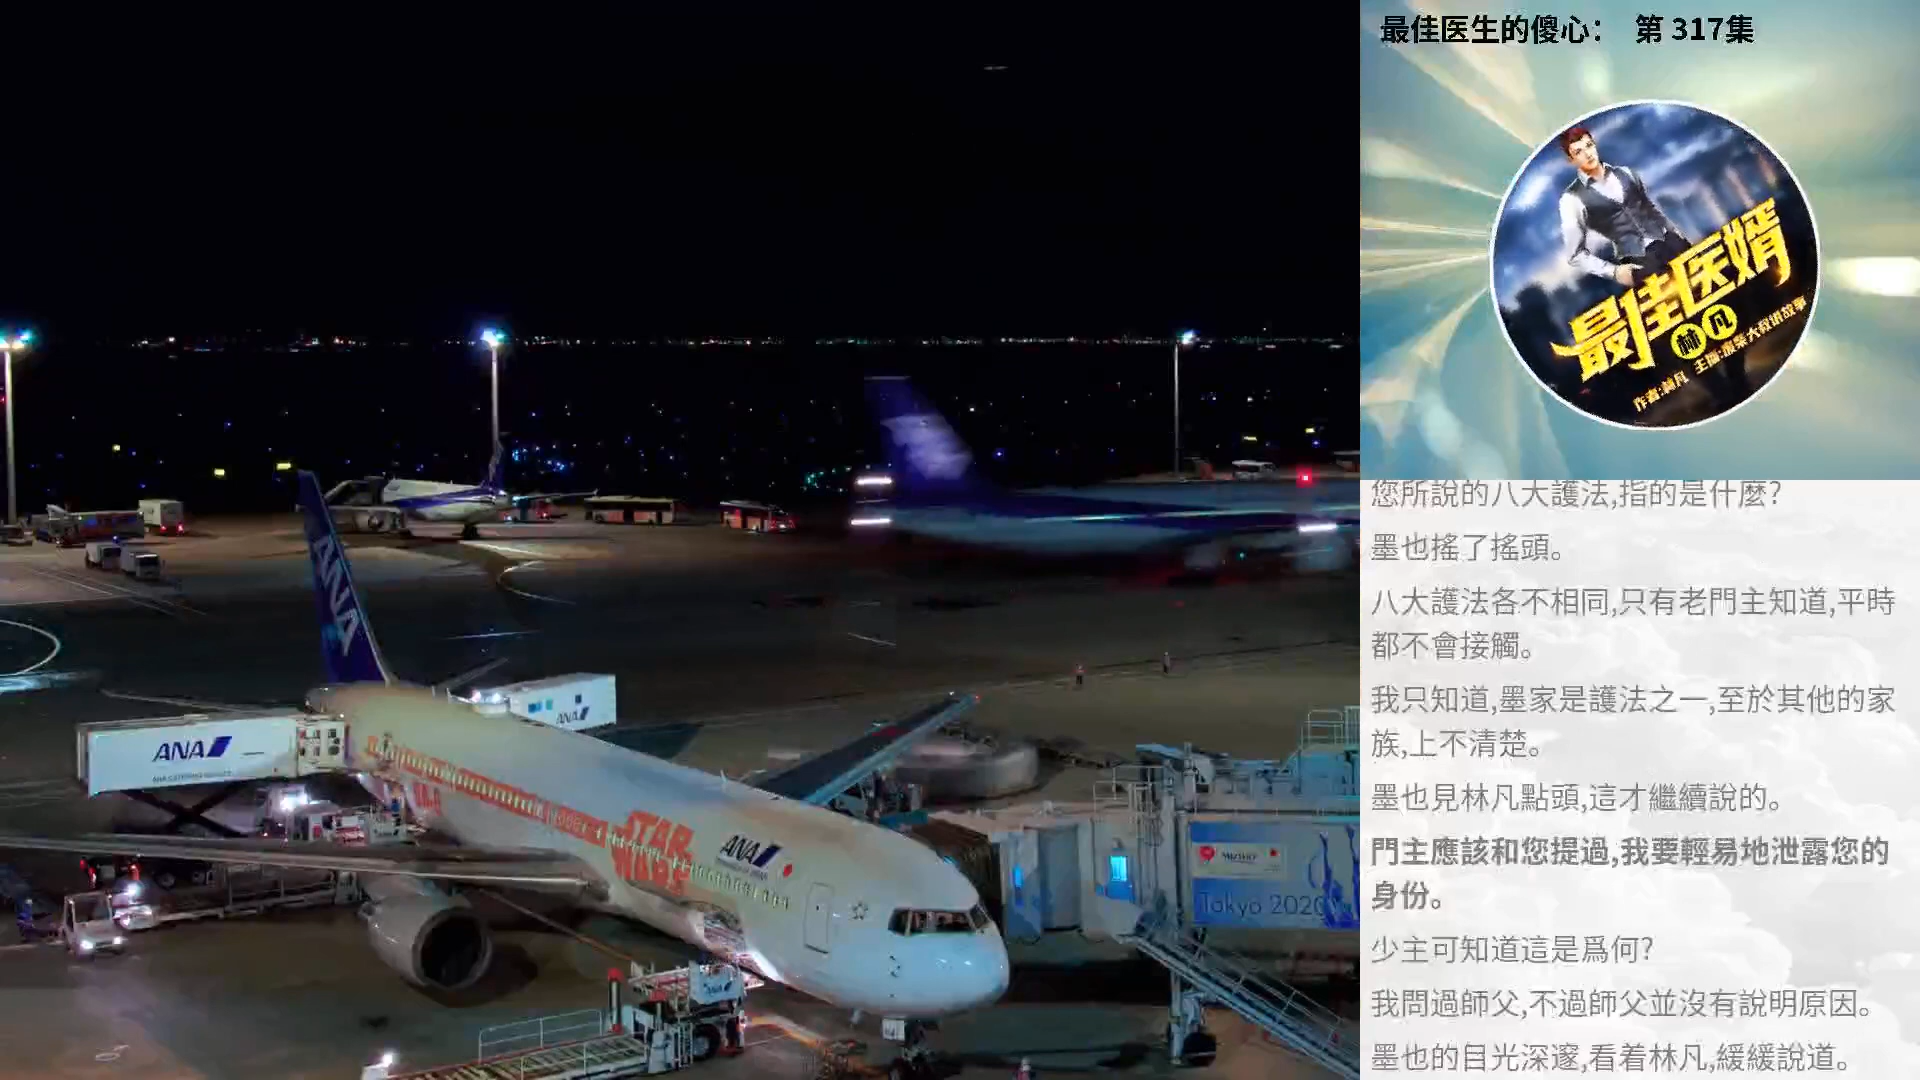 最佳医生的傻心： 第 317集
最佳医婿
林凡
作者:林凡
您所說的八大護法,指的是什麼?
墨也搖了搖頭。
八大護法各不相同,只有老門主知道,平時
都不會接觸。
我只知道,墨家是護法之一,至於其他的家
族,上不清楚。
墨也見林凡點頭,這才繼續說的。
門主應該和您提過,我要輕易地泄露您的
身份。
少主可知道這是爲何?
我問過師父,不過師父並沒有說明原因。
墨也的目光深邃,看着林凡,緩緩說道。
ANA
ANA
ANA
STAR
WARS
ANA
Tokyo 2020
ANA